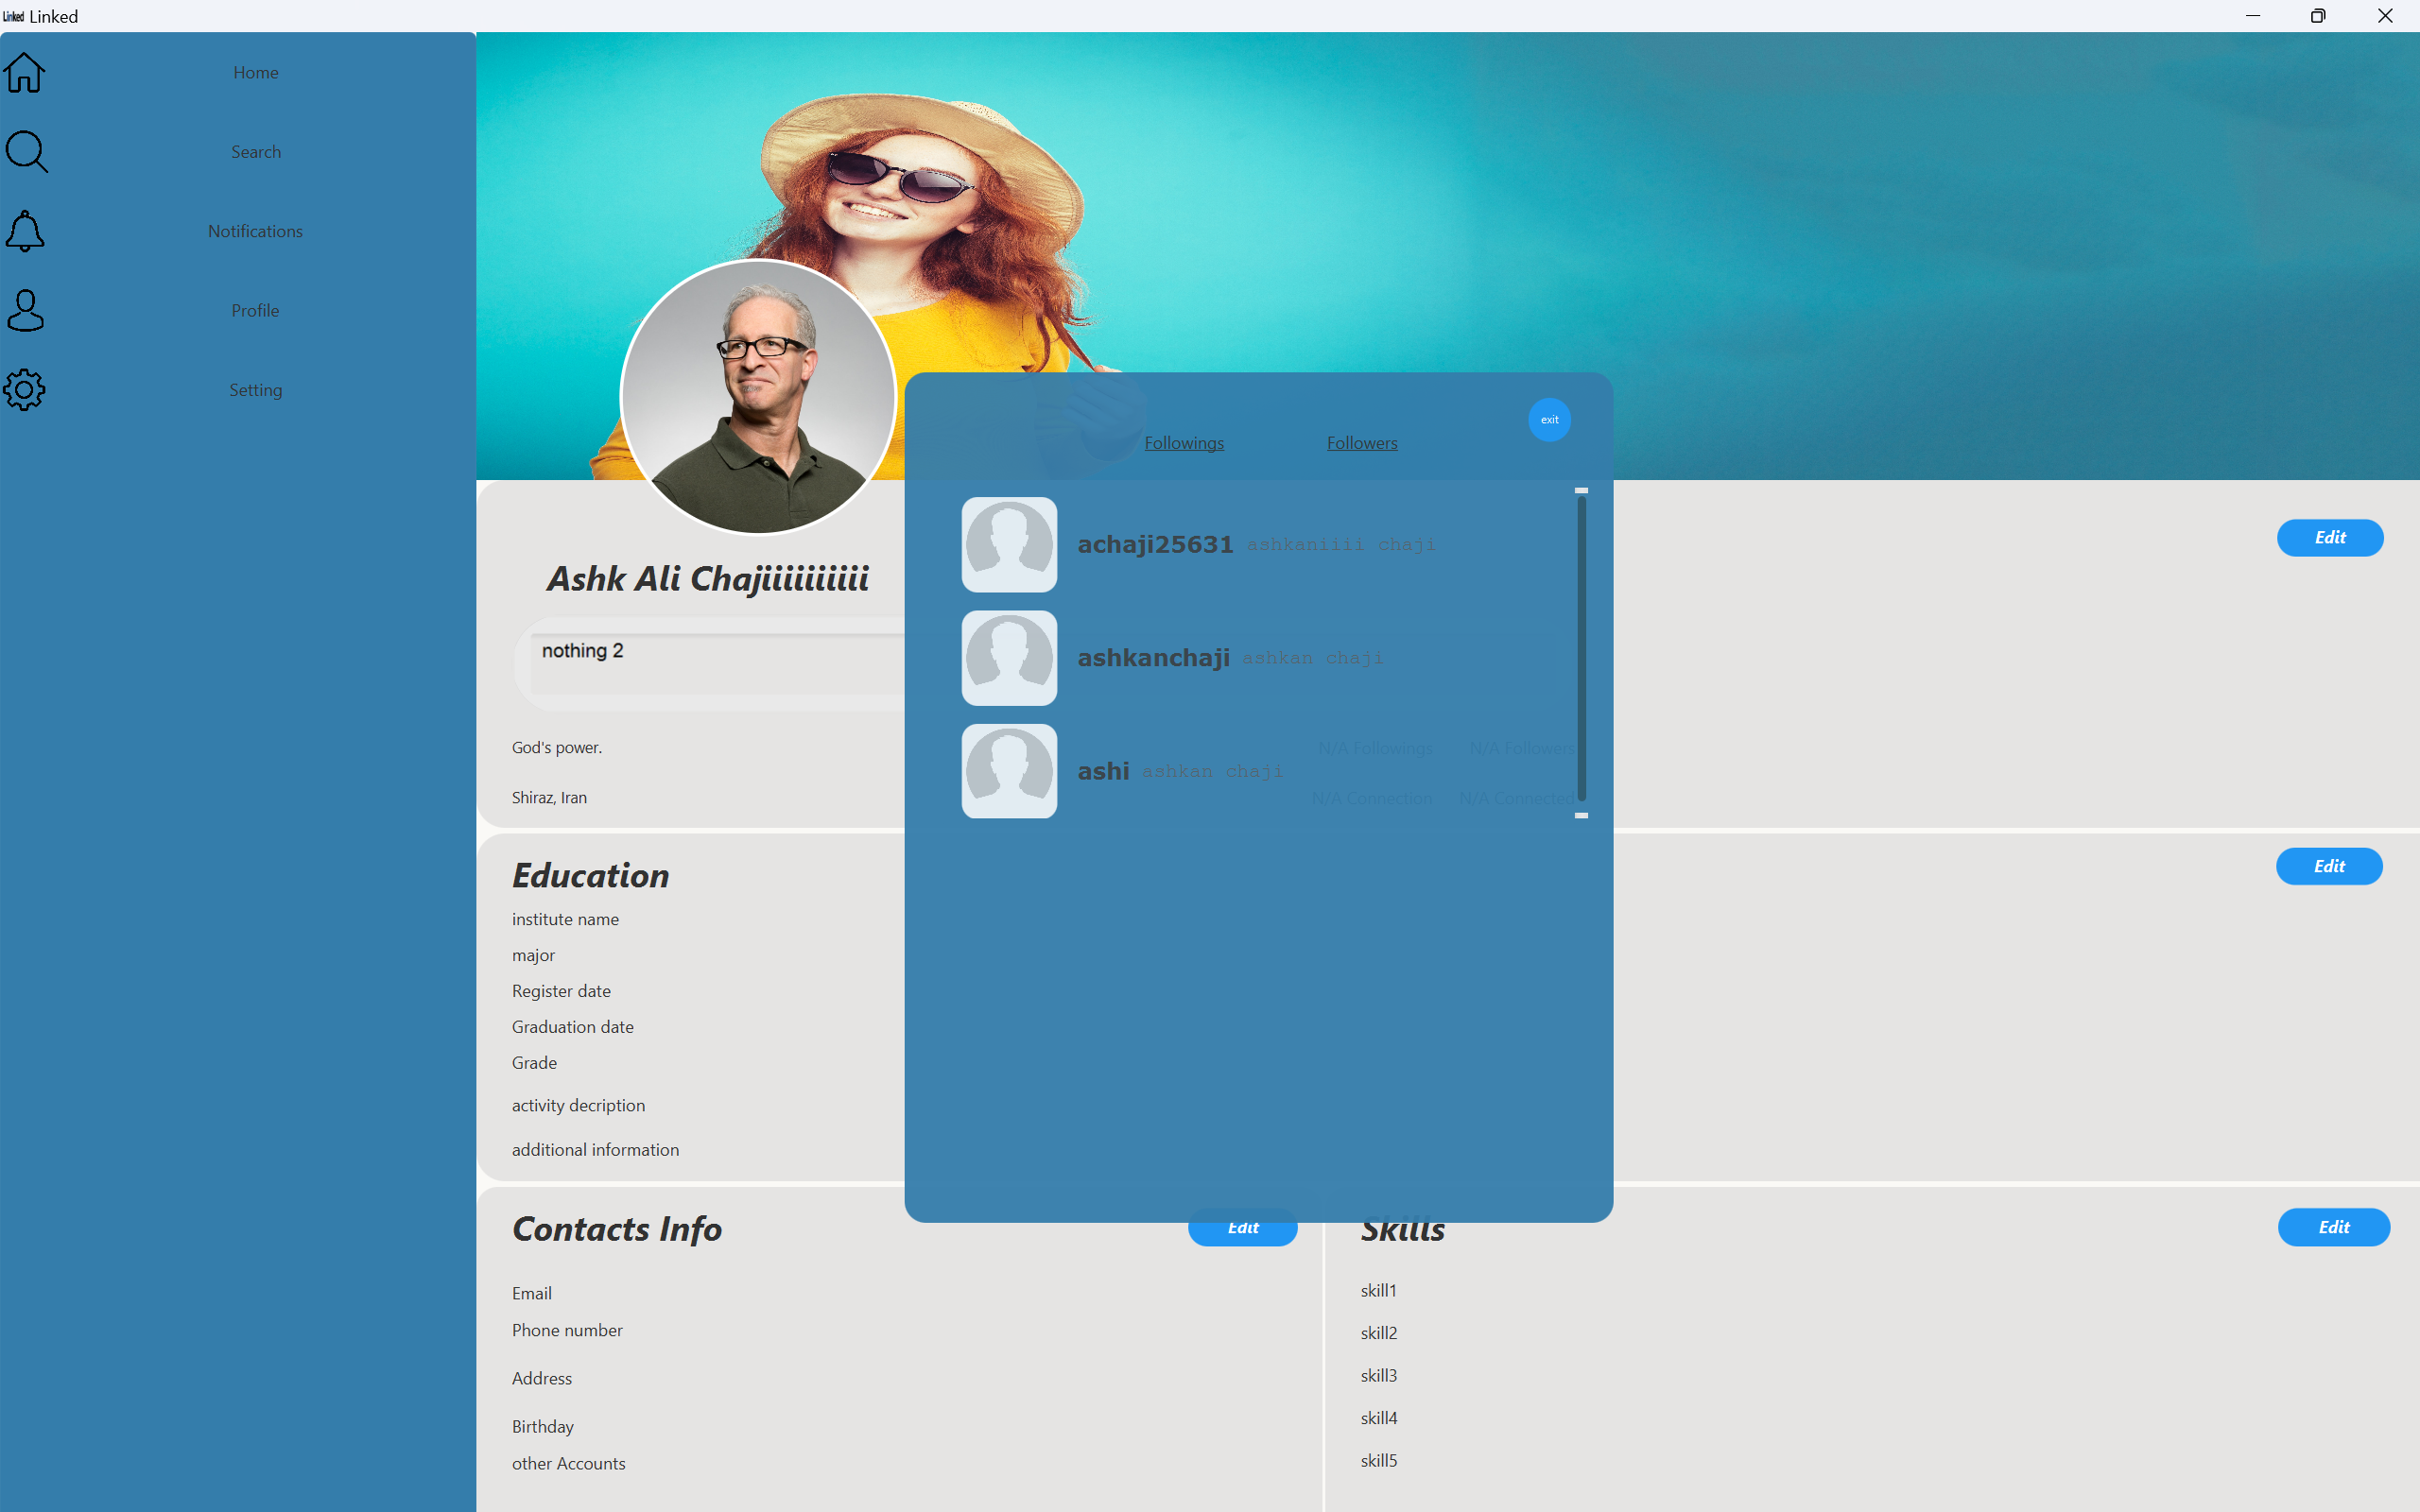 Linked Linked
Home
Search
Notifications
Profile
Setting
exit
Followings Followers
achaji25631 ashkaniiii chaji
ashkanchaji ashkan chaji
ashi ashkan chaji
Edit
Ashk Ali Chajiiiiiiiiii
nothing 2
God's power.
N/A Followings N/A Followers
Shiraz, Iran
N/A Connection N/A Connected
Education
Edit
institute name
major
Register date
Graduation date
Grade
activity decription
additional information
Contacts Info
Edit
Skills
Edit
Email
Phone number
Address
Birthday
other Accounts
skill1
skill2
skill3
skill4
skill5